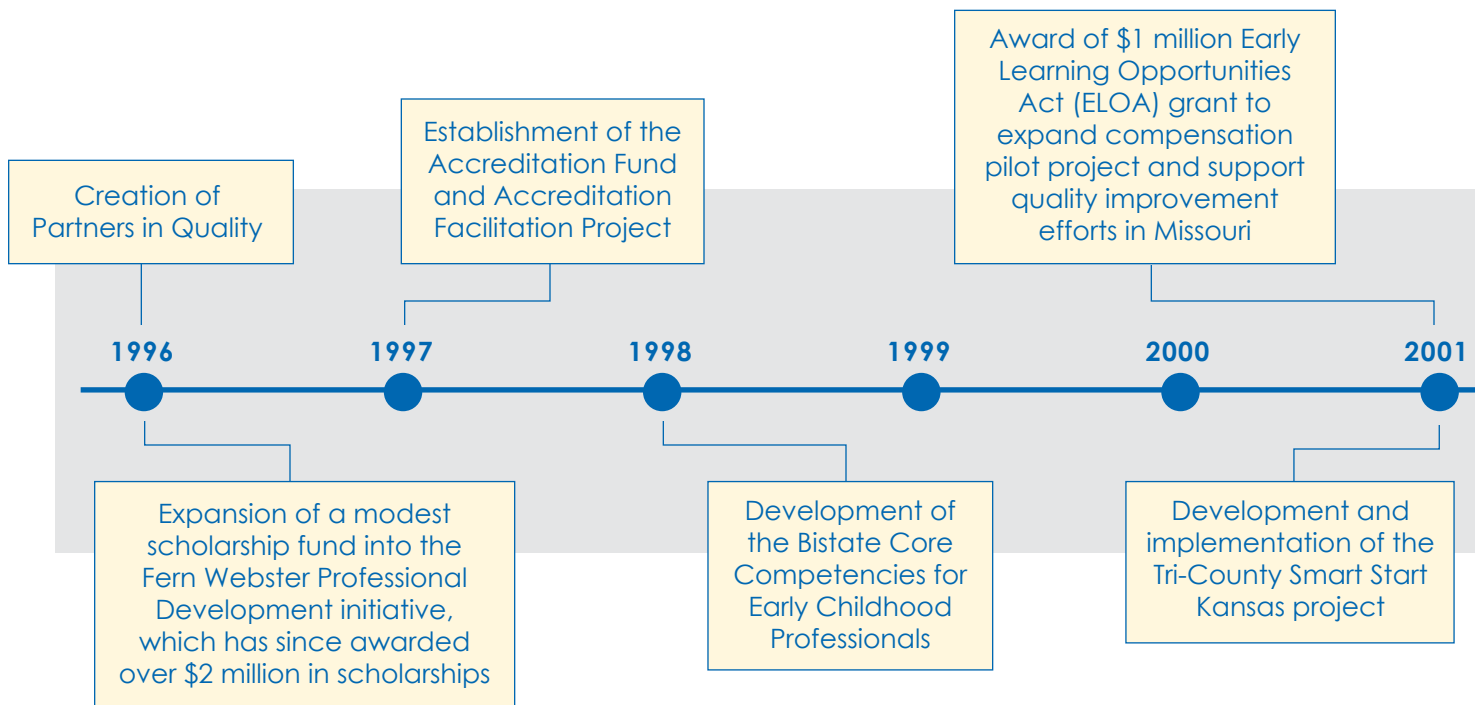 Award of $1 million Early
Learning Opportunities
Act (ELOA) grant to
expand compensation
pilot project and support
quality improvement
efforts in Missouri
Establishment of the
Accreditation Fund
and Accreditation
Facilitation Project
Creation of
Partners in Quality
1996
1997
1998
1999
2000
2001
Expansion of a modest
scholarship fund into the
Fern Webster Professional
Development initiative,
which has since awarded
over $2 million in scholarships
Development of
the Bistate Core
Competencies for
Early Childhood
Professionals
Development and
implementation of the
Tri-County Smart Start
Kansas project